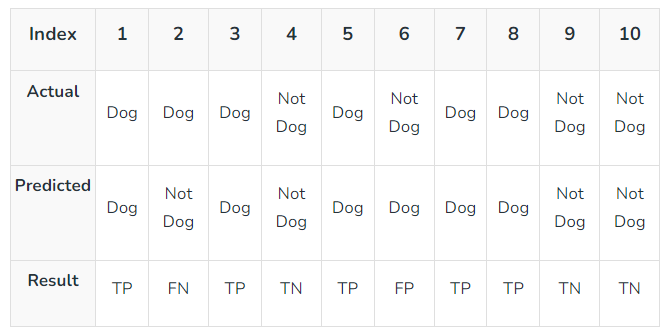 Index 1 2 3 4 5 6 7 8 9 10
Actual Dog Dog Dog Not Dog Dog Not Dog Dog Dog Not Dog Not Dog
Predicted Dog Not Dog Dog Not Dog Dog Dog Dog Dog Not Dog Not Dog
Result TP FN TP TN TP FP TP TP TN TN